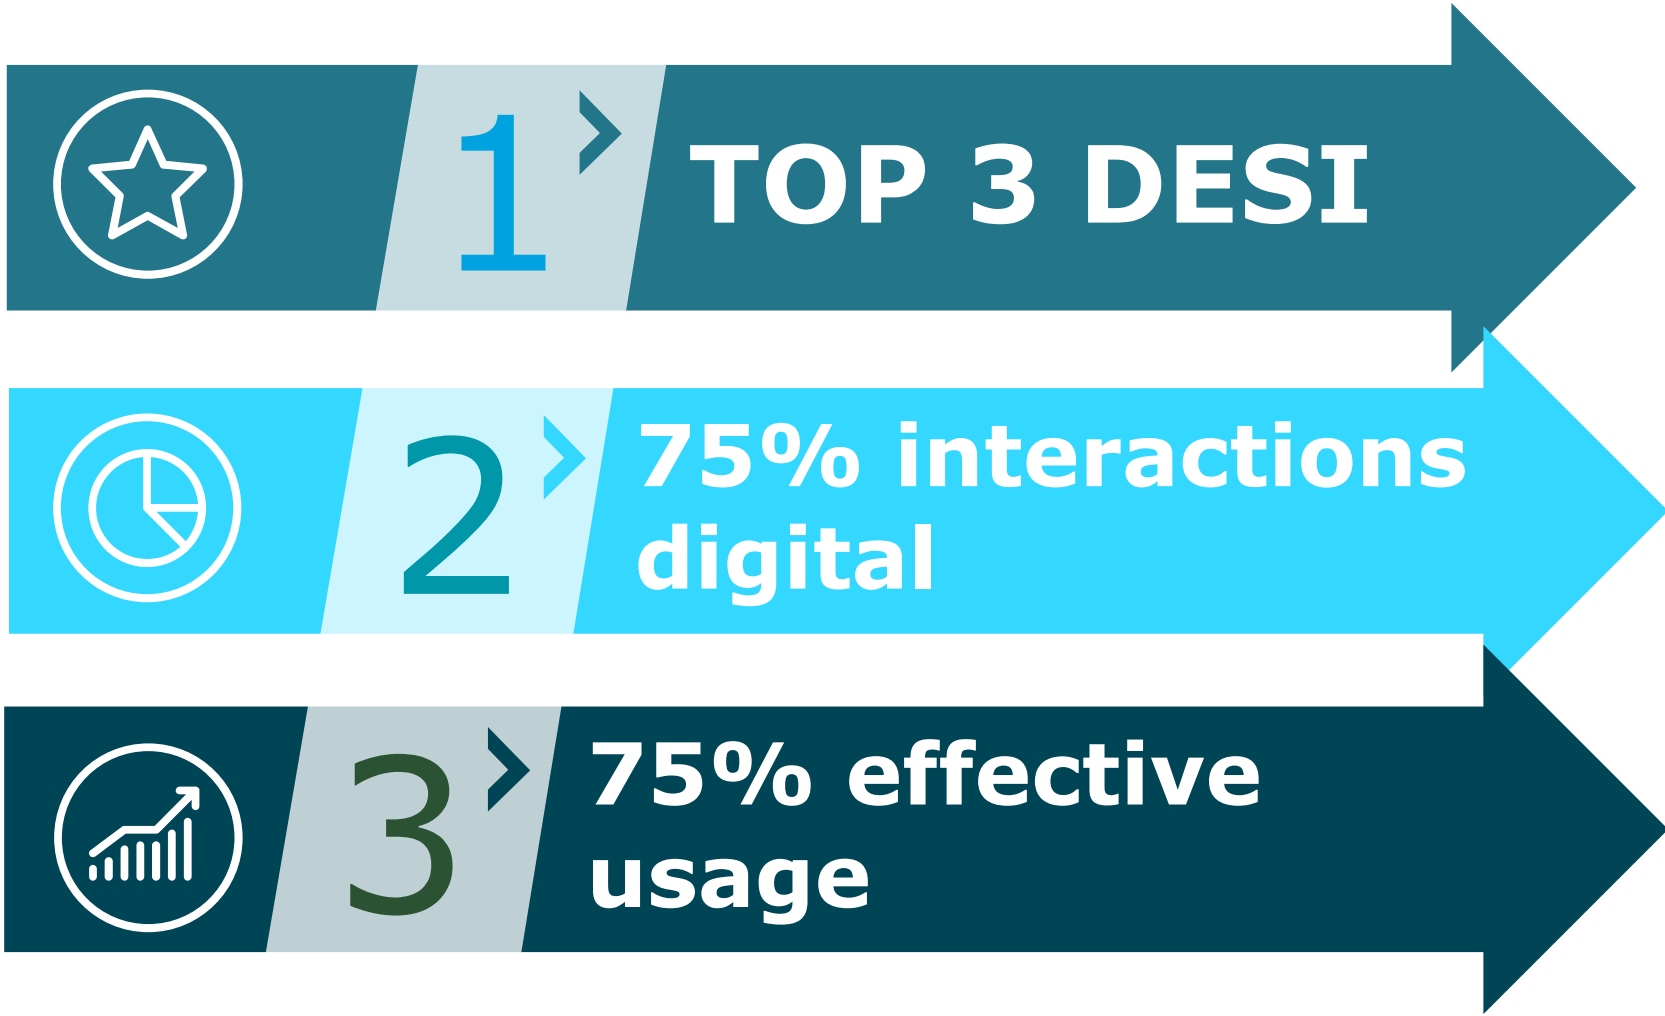 1
TOP 3 DESI
2
75% interactions
digital
3
75% effective
usage